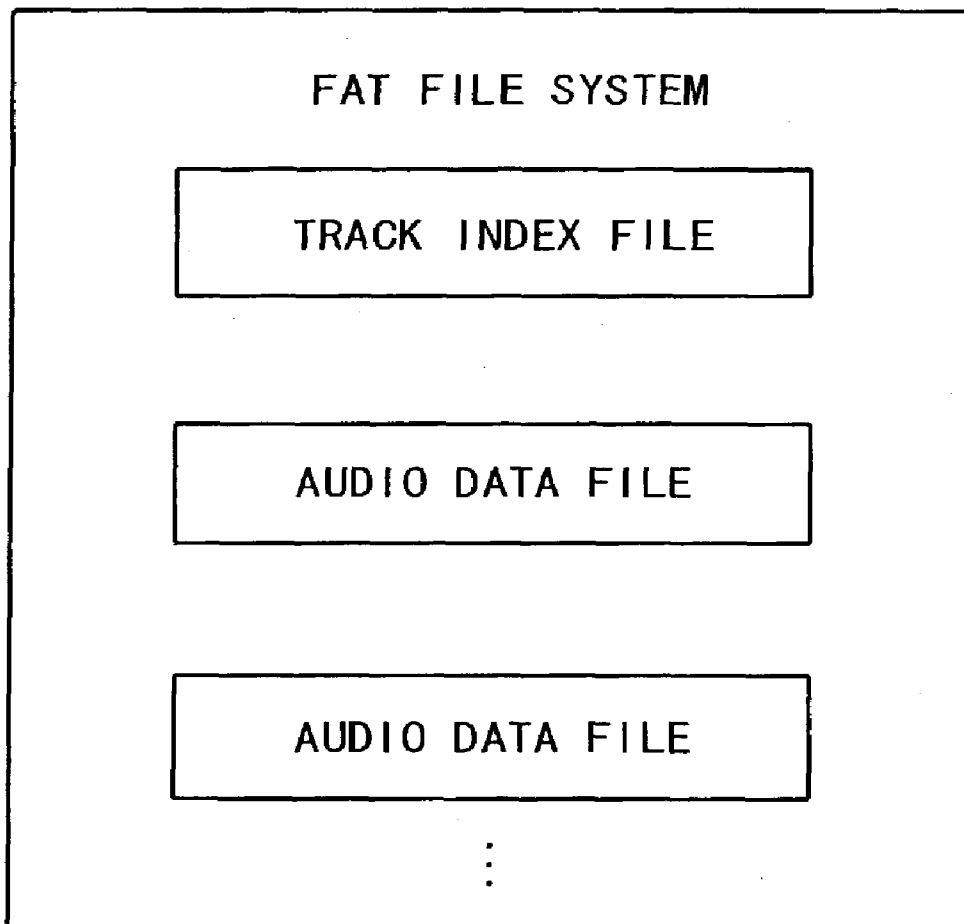 FAT FILE SYSTEM
TRACK INDEX FILE
AUDIO DATA FILE
AUDIO DATA FILE
⋮